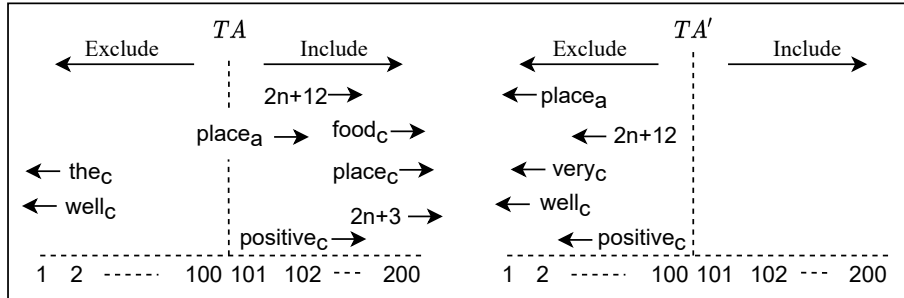 TA TA′
Exclude Include Exclude Include
2n+12 place_a
place_a food_c 2n+12
the_c place_c very_c
well_c 2n+3 well_c
positive_c positive_c
1 2 ------ 100 101 102 --- 200 1 2 ------ 100 101 102 --- 200